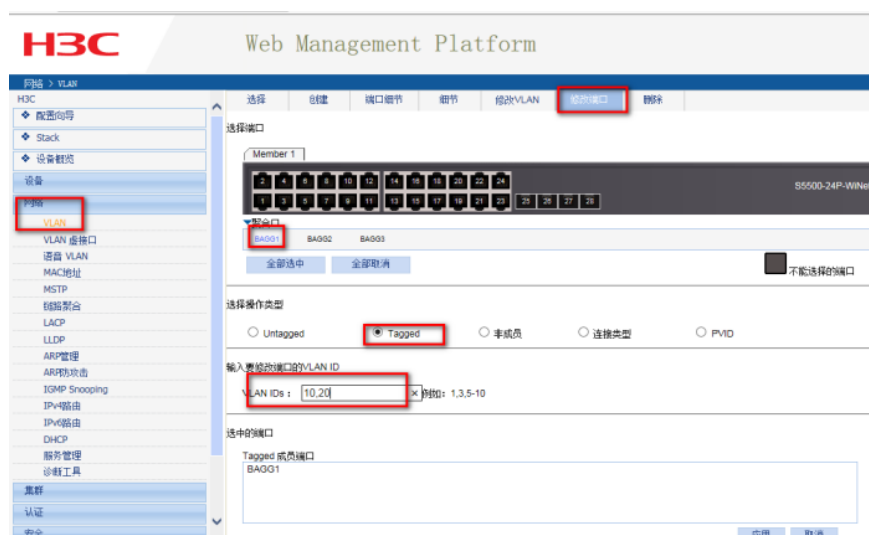 H3C Web Management Platform
网络 > VLAN
H3C
配置向导
Stack
设备概览
设备
网络
VLAN
VLAN 虚接口
语音 VLAN
MAC地址
MSTP
链路聚合
LACP
LLDP
ARP管理
ARP防攻击
IGMP Snooping
IPv4路由
IPv6路由
DHCP
服务管理
诊断工具
集群
认证
安全
选择 创建 端口细节 细节 修改VLAN 修改端口 删除
选择端口
Member 1
2 4 6 8 10 12 14 16 18 20 22 24
1 3 5 7 9 11 13 15 17 19 21 23 25 26 27 28
S5500-24P-WiNe
聚合口
BAGG1 BAGG2 BAGG3
全部选中 全部取消
不能选择的端口
选择操作类型
Untagged Tagged 非成员 连接类型 PVID
输入要修改端口的VLAN ID
VLAN IDs： 10,20 × 例如：1,3,5-10
选中的端口
Tagged 成员端口
BAGG1
应用 取消